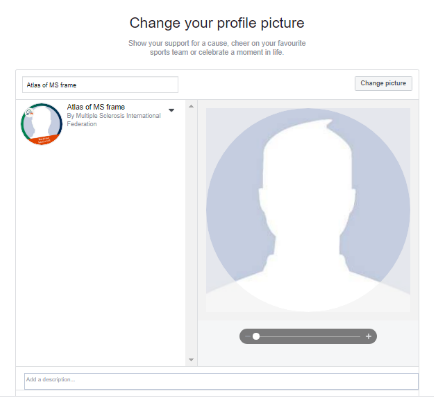 Change your profile picture
Show your support for a cause, cheer on your favourite
sports team or celebrate a moment in life.
Atlas of MS frame
Change picture
Atlas of MS frame
By Multiple Sclerosis International
Federation
Add a description...